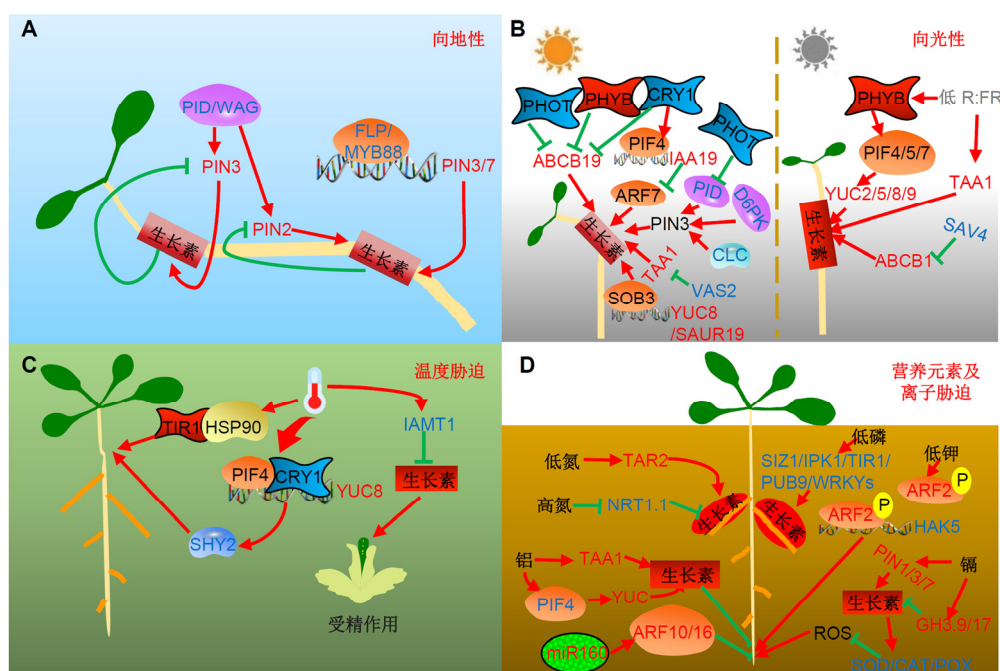 A
向地性
PID/WAG
PIN3
FLP/
MYB88
PIN3/7
PIN2
生长素
生长素
B
向光性
PHOT
PHYB
CRY1
PHOT
ABCB19
PIF4
IAA19
ARF7
PID
D6PK
PIN3
生长素
TAA1
CLC
VAS2
SOB3
YUC8
/SAUR19
PHYB
低 R:FR
PIF4/5/7
YUC2/5/8/9
TAA1
生长素
SAV4
ABCB1
C
温度胁迫
TIR1
HSP90
IAMT1
PIF4
CRY1
YUC8
生长素
SHY2
受精作用
D
营养元素及
离子胁迫
低氮
TAR2
低磷
SIZ1/IPK1/TIR1/
PUB9/WRKYs
低钾
P
ARF2
高氮
NRT1.1
生长素
生长素
P
ARF2
HAK5
铝
TAA1
生长素
PIN1/3/7
镉
PIF4
YUC
生长素
GH3.9/17
miR160
ARF10/16
ROS
SOD/CAT/POX